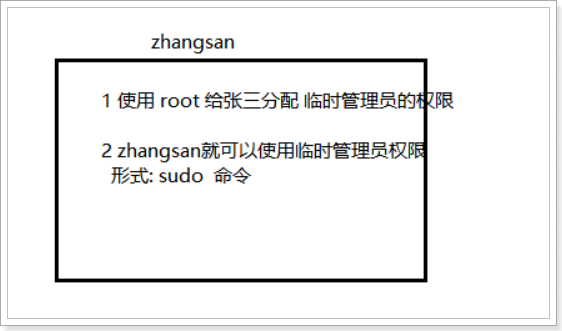 zhangsan
1 使用 root 给张三分配 临时管理员的权限
2 zhangsan就可以使用临时管理员权限
形式: sudo 命令